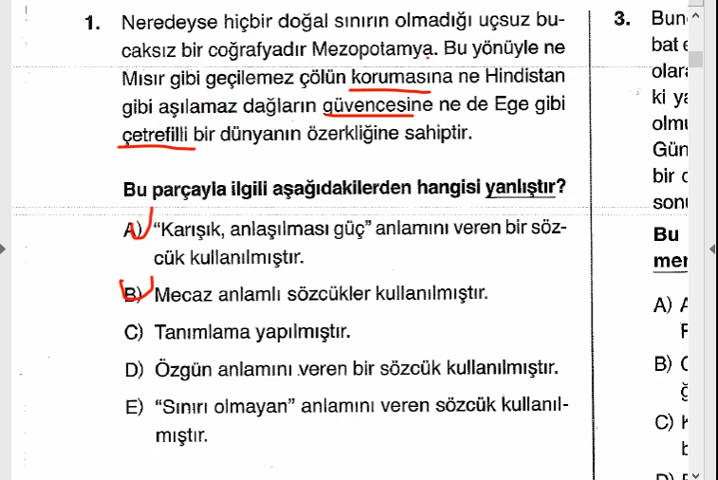 1. Neredeyse hiçbir doğal sınırın olmadığı uçsuz bu-
caksız bir coğrafyadır Mezopotamya. Bu yönüyle ne
Mısır gibi geçilemez çölün korumasına ne Hindistan
gibi aşılamaz dağların güvencesine ne de Ege gibi
çetrefilli bir dünyanın özerkliğine sahiptir.
Bu parçayla ilgili aşağıdakilerden hangisi yanlıştır?
A) “Karışık, anlaşılması güç” anlamını veren bir söz-
cük kullanılmıştır.
B) Mecaz anlamlı sözcükler kullanılmıştır.
C) Tanımlama yapılmıştır.
D) Özgün anlamını veren bir sözcük kullanılmıştır.
E) “Sınırı olmayan” anlamını veren sözcük kullanıl-
mıştır.
3.
ki
Bu
A)
B)
C)